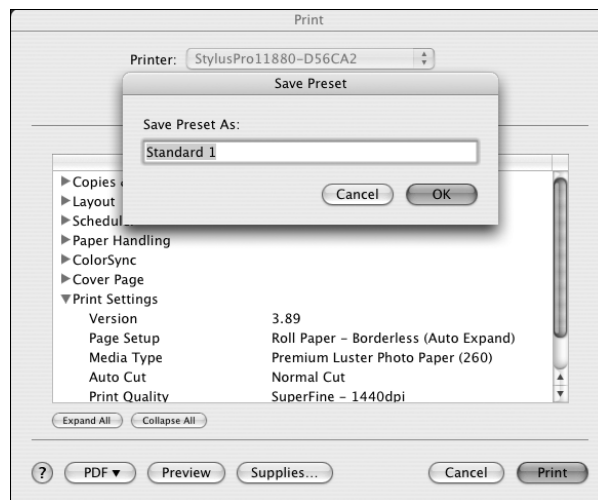 Print
Printer: StylusPro11880-D56CA2
Save Preset
Save Preset As:
Standard 1
Cancel OK
Copies
Layout
Paper Handling
ColorSync
Cover Page
Print Settings
Version 3.89
Page Setup Roll Paper – Borderless (Auto Expand)
Media Type Premium Luster Photo Paper (260)
Auto Cut Normal Cut
Print Quality SuperFine – 1440dpi
Expand All Collapse All
? PDF▼ Preview Supplies... Cancel Print